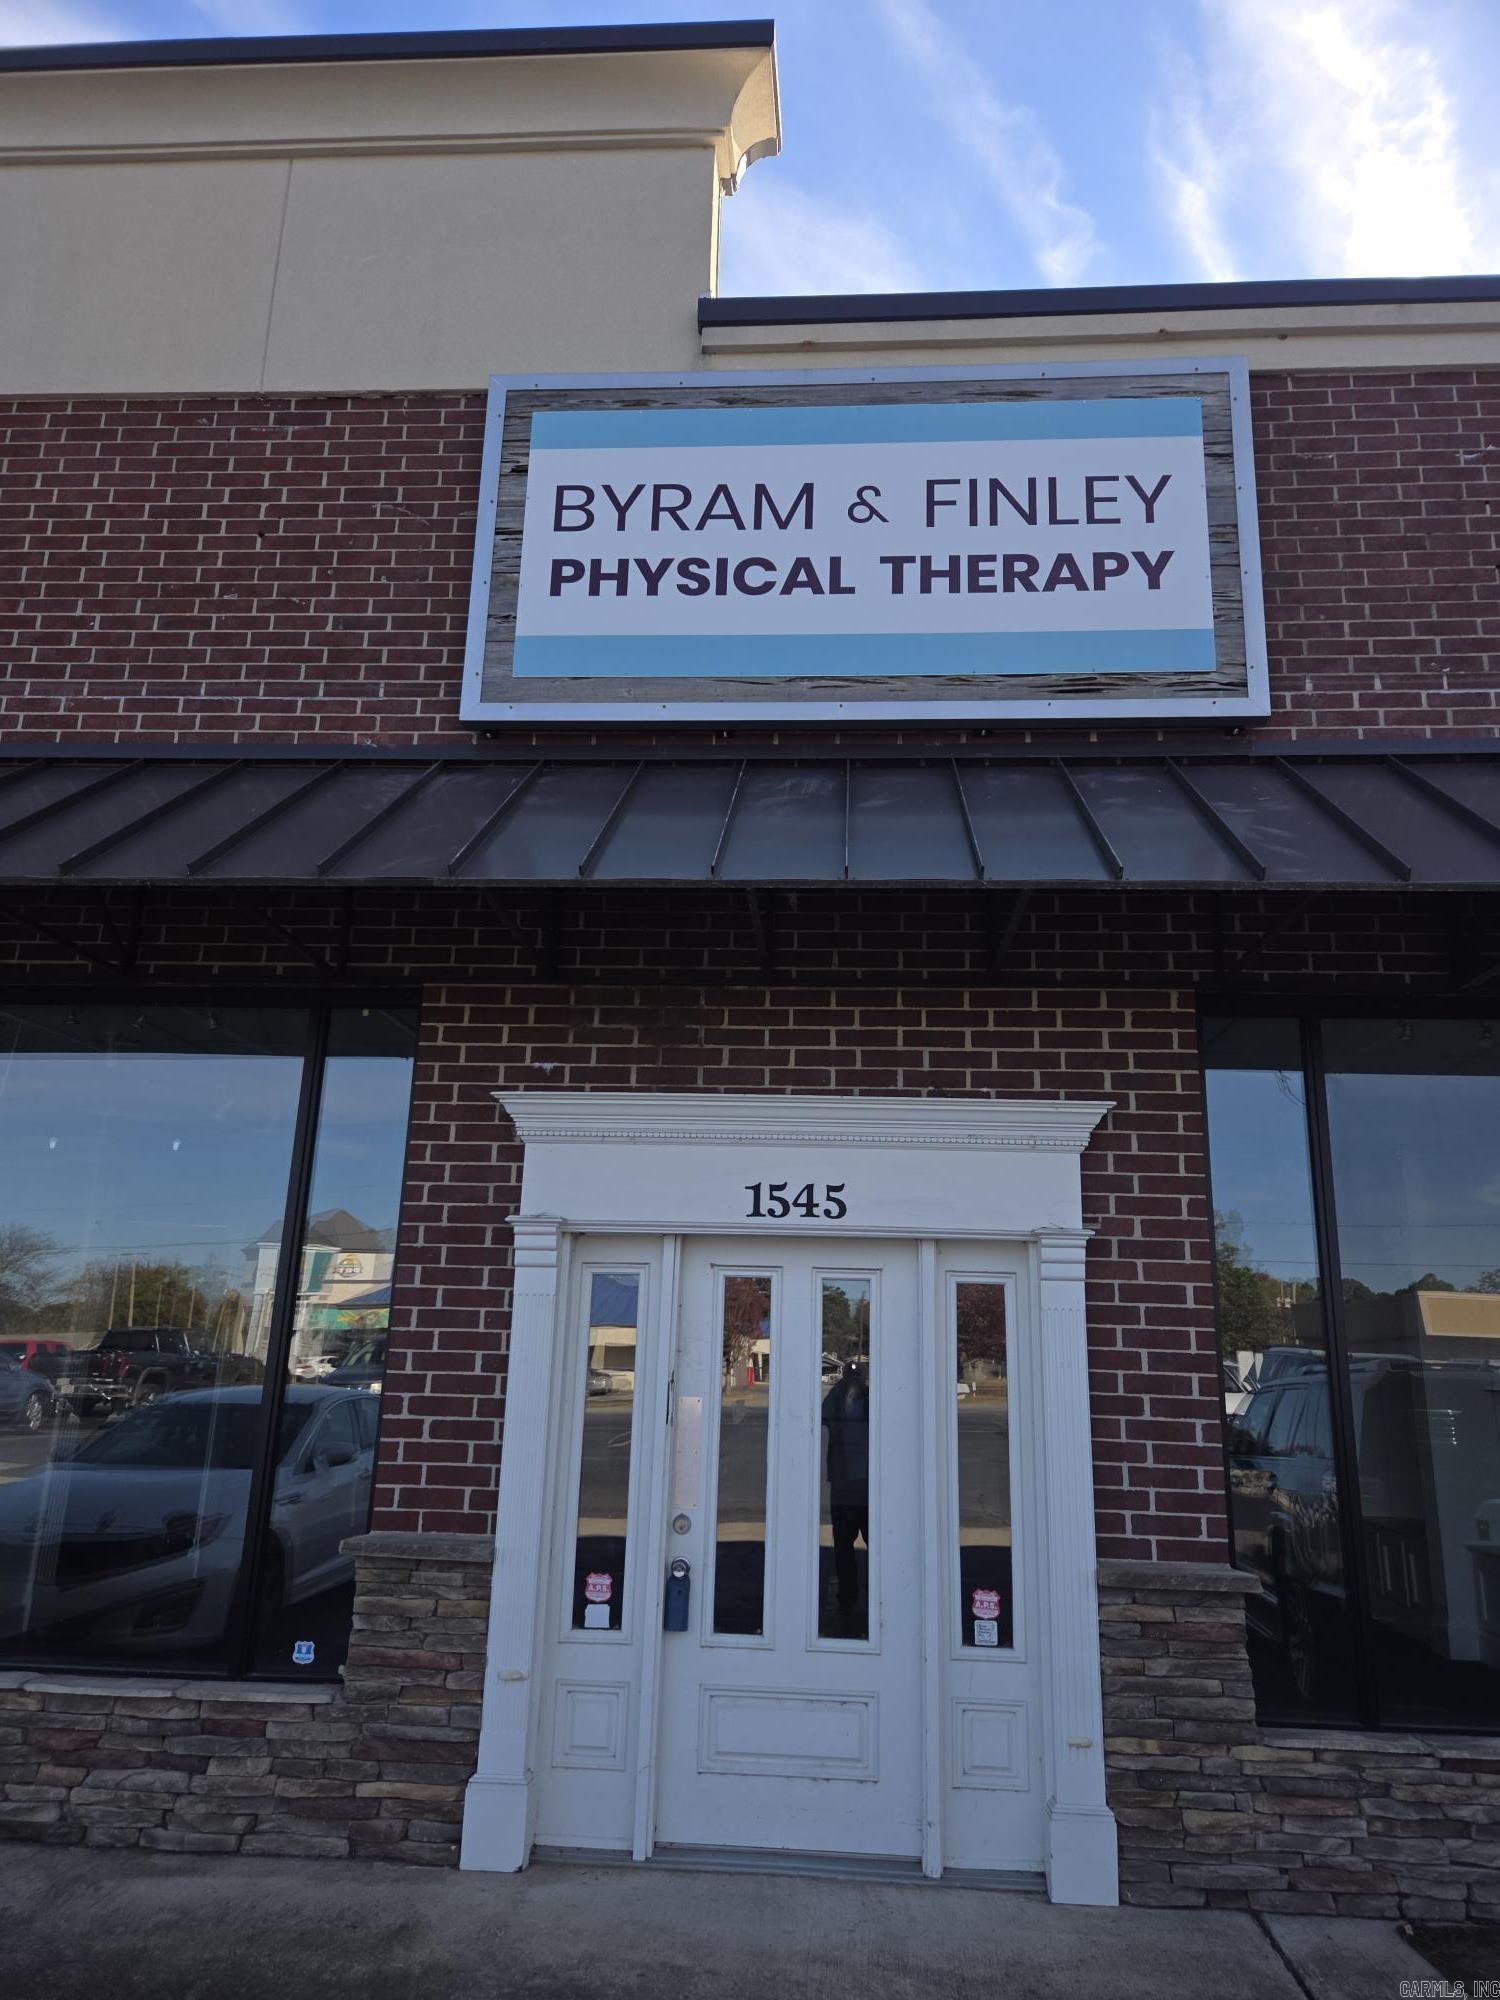 BYRAM & FINLEY
PHYSICAL THERAPY
1545
A.P.S.
A.P.S.
CARMLS, INC